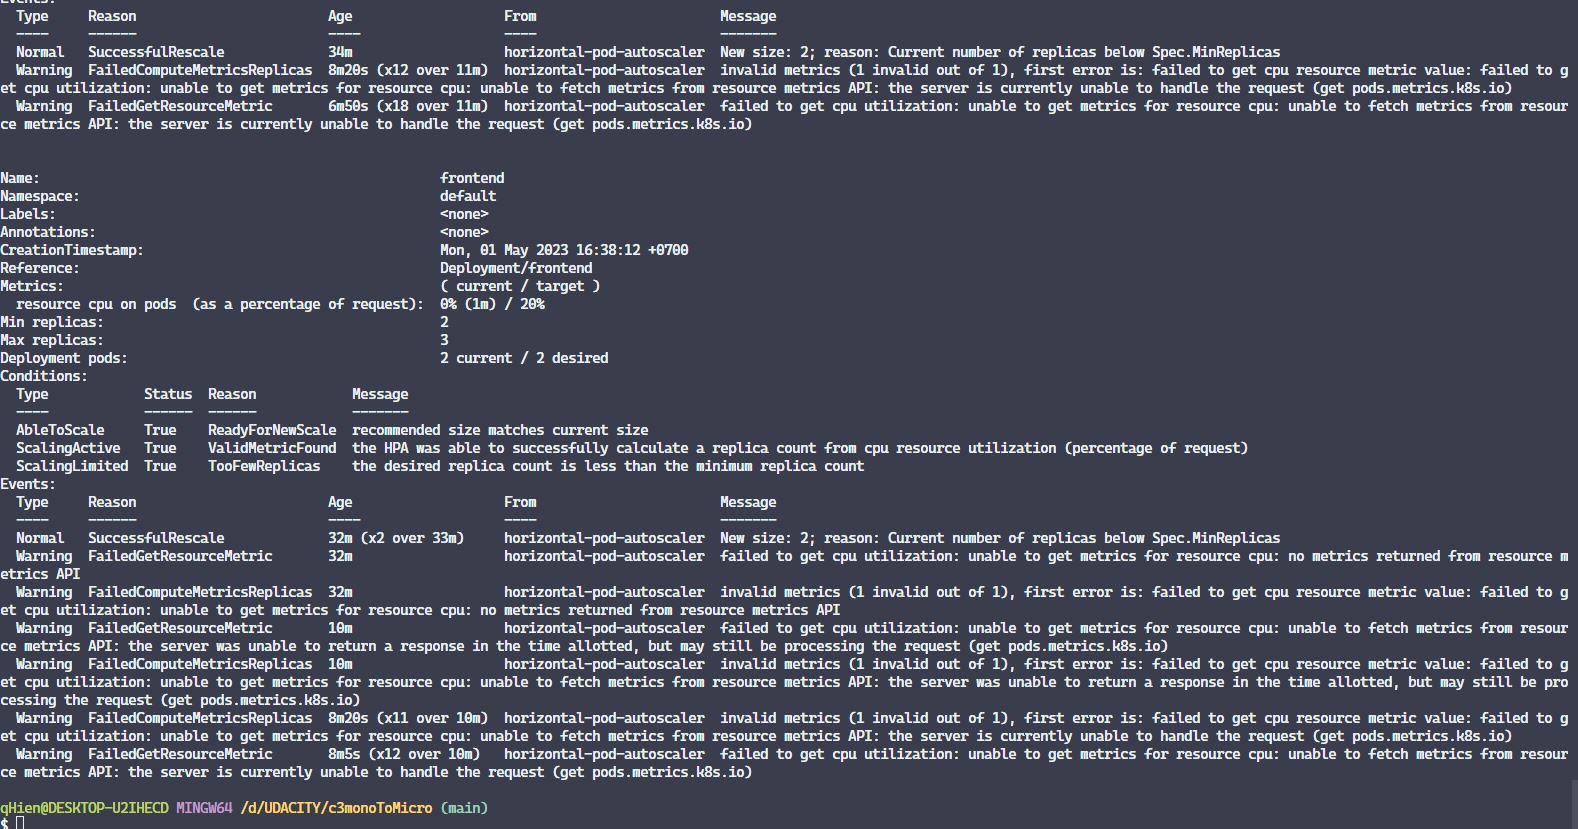 Events:
Type Reason Age From Message
---- ------ ---- ---- -------
Normal SuccessfulRescale 34m horizontal-pod-autoscaler New size: 2; reason: Current number of replicas below Spec.MinReplicas
Warning FailedComputeMetricsReplicas 8m20s (x12 over 11m) horizontal-pod-autoscaler invalid metrics (1 invalid out of 1), first error is: failed to get cpu resource metric value: failed to g
et cpu utilization: unable to get metrics for resource cpu: unable to fetch metrics from resource metrics API: the server is currently unable to handle the request (get pods.metrics.k8s.io)
Warning FailedGetResourceMetric 6m50s (x18 over 11m) horizontal-pod-autoscaler failed to get cpu utilization: unable to get metrics for resource cpu: unable to fetch metrics from resour
ce metrics API: the server is currently unable to handle the request (get pods.metrics.k8s.io)
Name: frontend
Namespace: default
Labels: <none>
Annotations: <none>
CreationTimestamp: Mon, 01 May 2023 16:38:12 +0700
Reference: Deployment/frontend
Metrics: ( current / target )
resource cpu on pods (as a percentage of request): 0% (1m) / 20%
Min replicas: 2
Max replicas: 3
Deployment pods: 2 current / 2 desired
Conditions:
Type Status Reason Message
---- ------ ------ -------
AbleToScale True ReadyForNewScale recommended size matches current size
ScalingActive True ValidMetricFound the HPA was able to successfully calculate a replica count from cpu resource utilization (percentage of request)
ScalingLimited True TooFewReplicas the desired replica count is less than the minimum replica count
Events:
Type Reason Age From Message
---- ------ ---- ---- -------
Normal SuccessfulRescale 32m (x2 over 33m) horizontal-pod-autoscaler New size: 2; reason: Current number of replicas below Spec.MinReplicas
Warning FailedGetResourceMetric 32m horizontal-pod-autoscaler failed to get cpu utilization: unable to get metrics for resource cpu: no metrics returned from resource m
etrics API
Warning FailedComputeMetricsReplicas 32m horizontal-pod-autoscaler invalid metrics (1 invalid out of 1), first error is: failed to get cpu resource metric value: failed to g
et cpu utilization: unable to get metrics for resource cpu: no metrics returned from resource metrics API
Warning FailedGetResourceMetric 10m horizontal-pod-autoscaler failed to get cpu utilization: unable to get metrics for resource cpu: unable to fetch metrics from resour
ce metrics API: the server was unable to return a response in the time allotted, but may still be processing the request (get pods.metrics.k8s.io)
Warning FailedComputeMetricsReplicas 10m horizontal-pod-autoscaler invalid metrics (1 invalid out of 1), first error is: failed to get cpu resource metric value: failed to g
et cpu utilization: unable to get metrics for resource cpu: unable to fetch metrics from resource metrics API: the server was unable to return a response in the time allotted, but may still be pro
cessing the request (get pods.metrics.k8s.io)
Warning FailedComputeMetricsReplicas 8m20s (x11 over 10m) horizontal-pod-autoscaler invalid metrics (1 invalid out of 1), first error is: failed to get cpu resource metric value: failed to g
et cpu utilization: unable to get metrics for resource cpu: unable to fetch metrics from resource metrics API: the server is currently unable to handle the request (get pods.metrics.k8s.io)
Warning FailedGetResourceMetric 8m5s (x12 over 10m) horizontal-pod-autoscaler failed to get cpu utilization: unable to get metrics for resource cpu: unable to fetch metrics from resour
ce metrics API: the server is currently unable to handle the request (get pods.metrics.k8s.io)
qHien@DESKTOP-U2IHECD MINGW64 /d/UDACITY/c3monoToMicro (main)
$